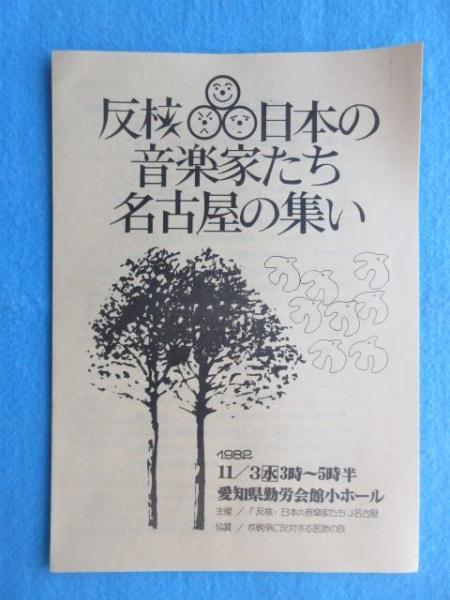 反核日本の
音楽家たち
名古屋の集い
1982
11/3水3時~5時半
愛知県勤労会館小ホール
主催/「反核・日本の音楽家たち」名古屋
協賛/核戦争に反対する医師の会